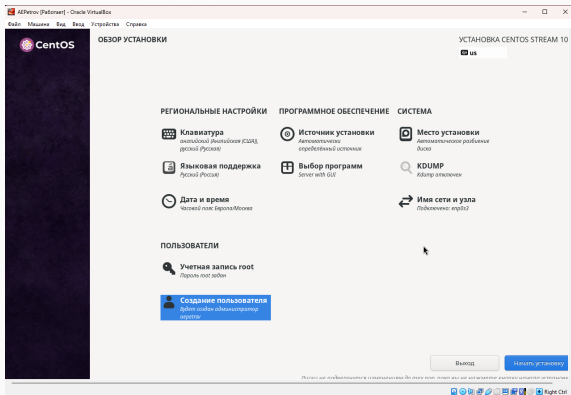 AEPetrov [Работает] - Oracle VirtualBox
Файл Машина Вид Ввод Устройства Справка
CentOS
ОБЗОР УСТАНОВКИ
УСТАНОВКА CENTOS STREAM 10
us
РЕГИОНАЛЬНЫЕ НАСТРОЙКИ
Клавиатура
английский (Английская (США)),
русский (Русская)
Языковая поддержка
Русский (Россия)
Дата и время
Часовой пояс Европа/Москва
ПРОГРАММНОЕ ОБЕСПЕЧЕНИЕ
Источник установки
Автоматически
определённый источник
Выбор программ
Server with GUI
СИСТЕМА
Место установки
Автоматическое разбиение
диска
KDUMP
Kdump отключен
Имя сети и узла
Подключено: enp0s3
ПОЛЬЗОВАТЕЛИ
Учетная запись root
Пароль root задан
Создание пользователя
Будет создан администратор
aepetrov
Выход
Начать установку
Right Ctrl